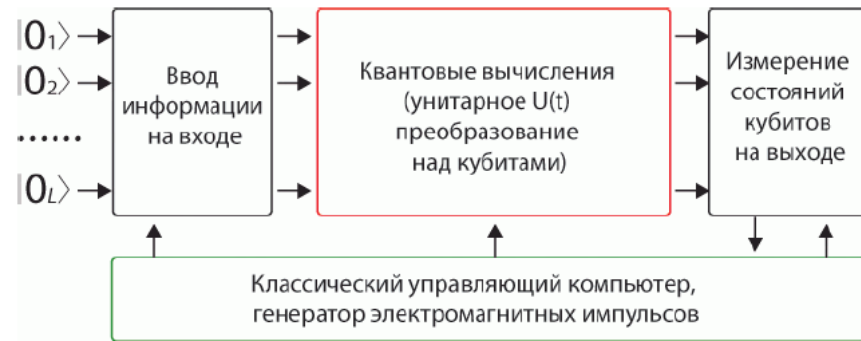 |0₁⟩
|0₂⟩
......
|0L⟩
Ввод
информации
на входе
Квантовые вычисления
(унитарное U(t)
преобразование
над кубитами)
Измерение
состояний
кубитов
на выходе
Классический управляющий компьютер,
генератор электромагнитных импульсов